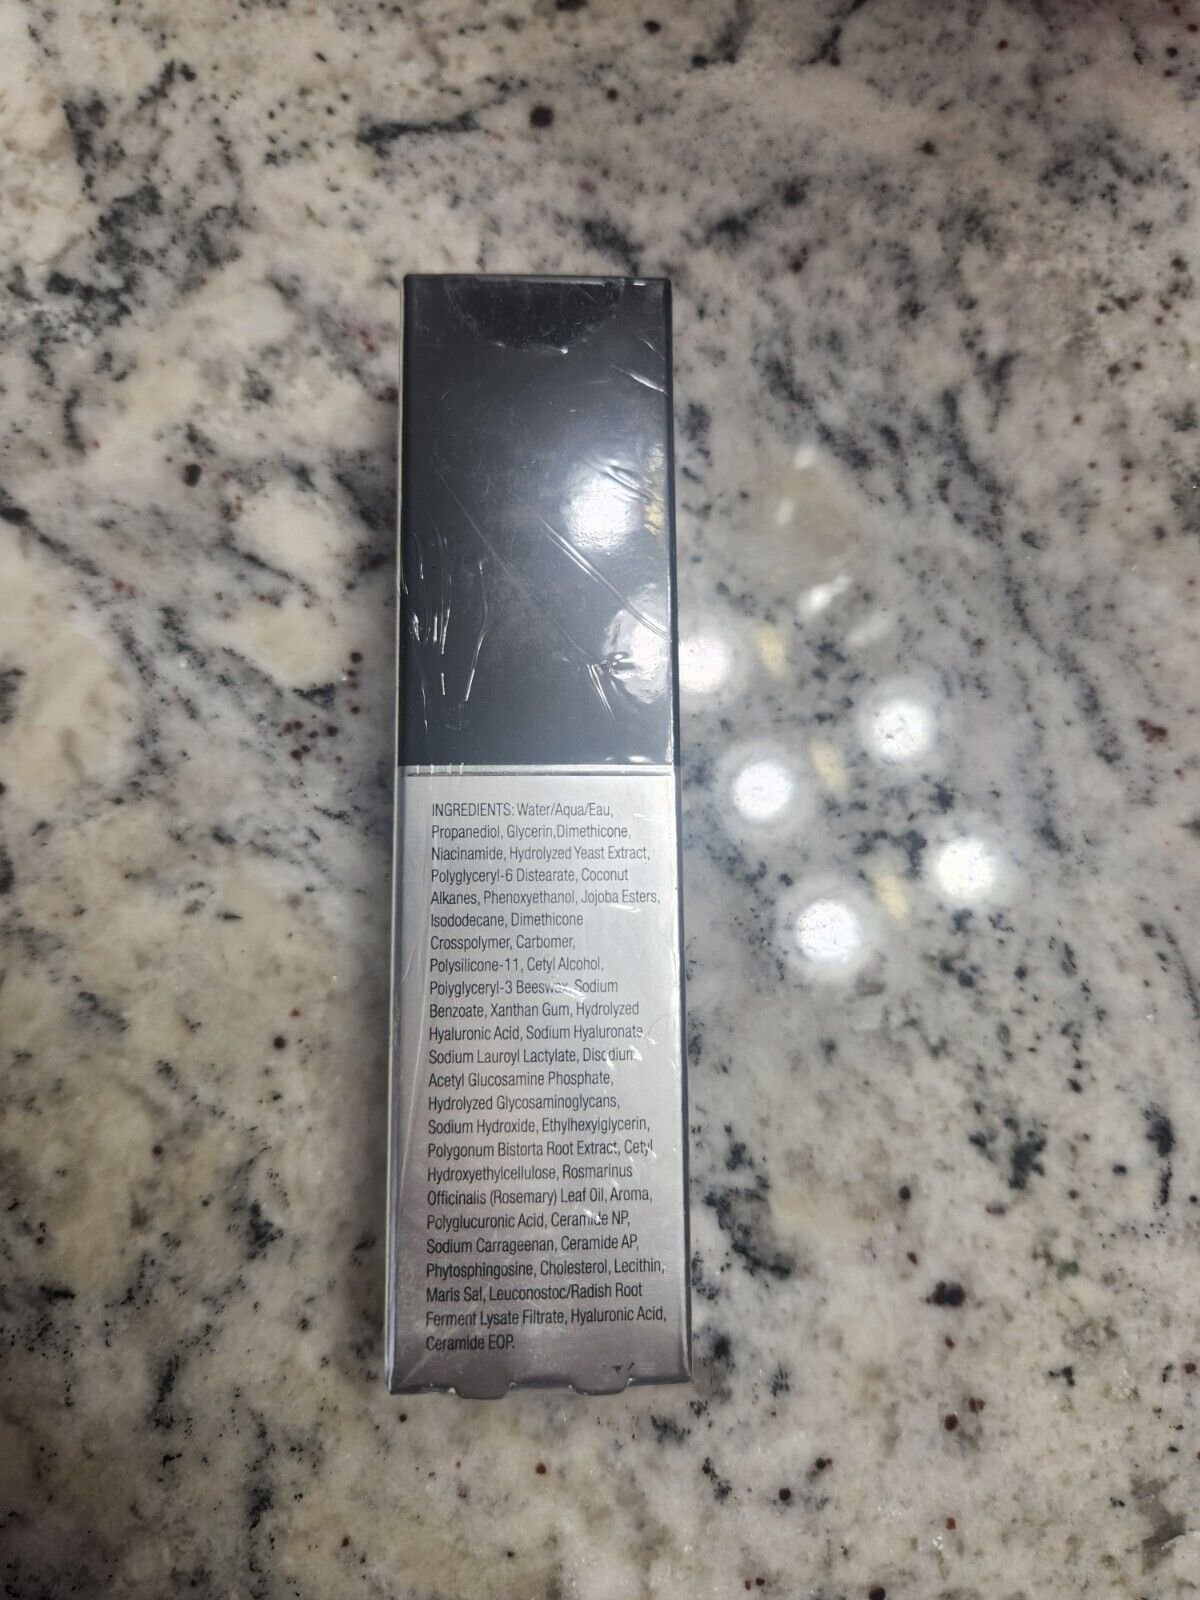 INGREDIENTS: Water/Aqua/Eau,
Propanediol, Glycerin,Dimethicone,
Niacinamide, Hydrolyzed Yeast Extract,
Polyglyceryl-6 Distearate, Coconut
Alkanes, Phenoxyethanol, Jojoba Esters,
Isododecane, Dimethicone
Crosspolymer, Carbomer,
Polysilicone-11, Cetyl Alcohol,
Polyglyceryl-3 Beeswax, Sodium
Benzoate, Xanthan Gum, Hydrolyzed
Hyaluronic Acid, Sodium Hyaluronate,
Sodium Lauroyl Lactylate, Disodium
Acetyl Glucosamine Phosphate,
Hydrolyzed Glycosaminoglycans,
Sodium Hydroxide, Ethylhexylglycerin,
Polygonum Bistorta Root Extract, Cetyl
Hydroxyethylcellulose, Rosmarinus
Officinalis (Rosemary) Leaf Oil, Aroma,
Polyglucuronic Acid, Ceramide NP,
Sodium Carrageenan, Ceramide AP,
Phytosphingosine, Cholesterol, Lecithin,
Maris Sal, Leuconostoc/Radish Root
Ferment Lysate Filtrate, Hyaluronic Acid,
Ceramide EOP.